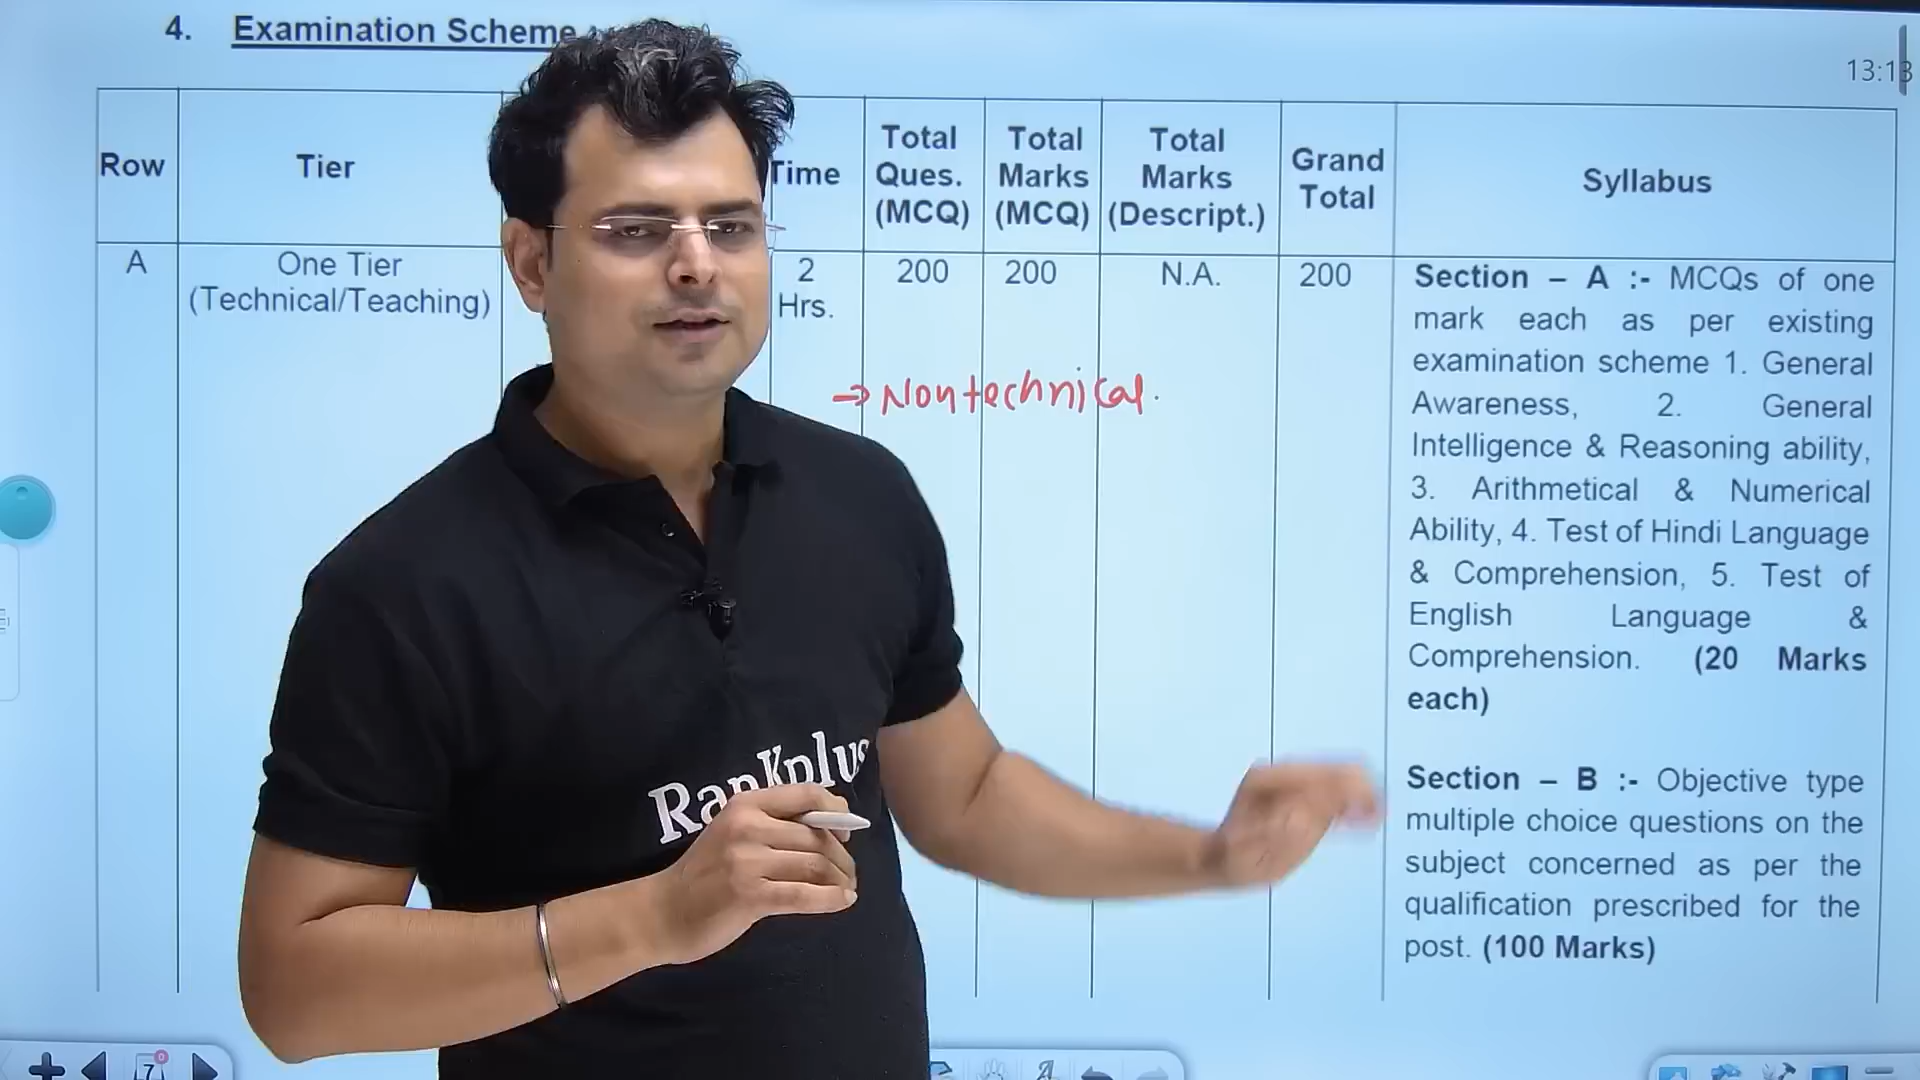 4. Examination Scheme
13:13
Row
Tier
Time
Total
Ques.
(MCQ)
Total
Marks
(MCQ)
Total
Marks
(Descript.)
Grand
Total
Syllabus
A
One Tier
(Technical/Teaching)
2
Hrs.
200
200
N.A.
200
→ Nontechnical.
Section – A :- MCQs of one
mark each as per existing
examination scheme 1. General
Awareness, 2. General
Intelligence & Reasoning ability,
3. Arithmetical & Numerical
Ability, 4. Test of Hindi Language
& Comprehension, 5. Test of
English Language &
Comprehension. (20 Marks
each)
Section – B :- Objective type
multiple choice questions on the
subject concerned as per the
qualification prescribed for the
post. (100 Marks)
RanKplus
7
0